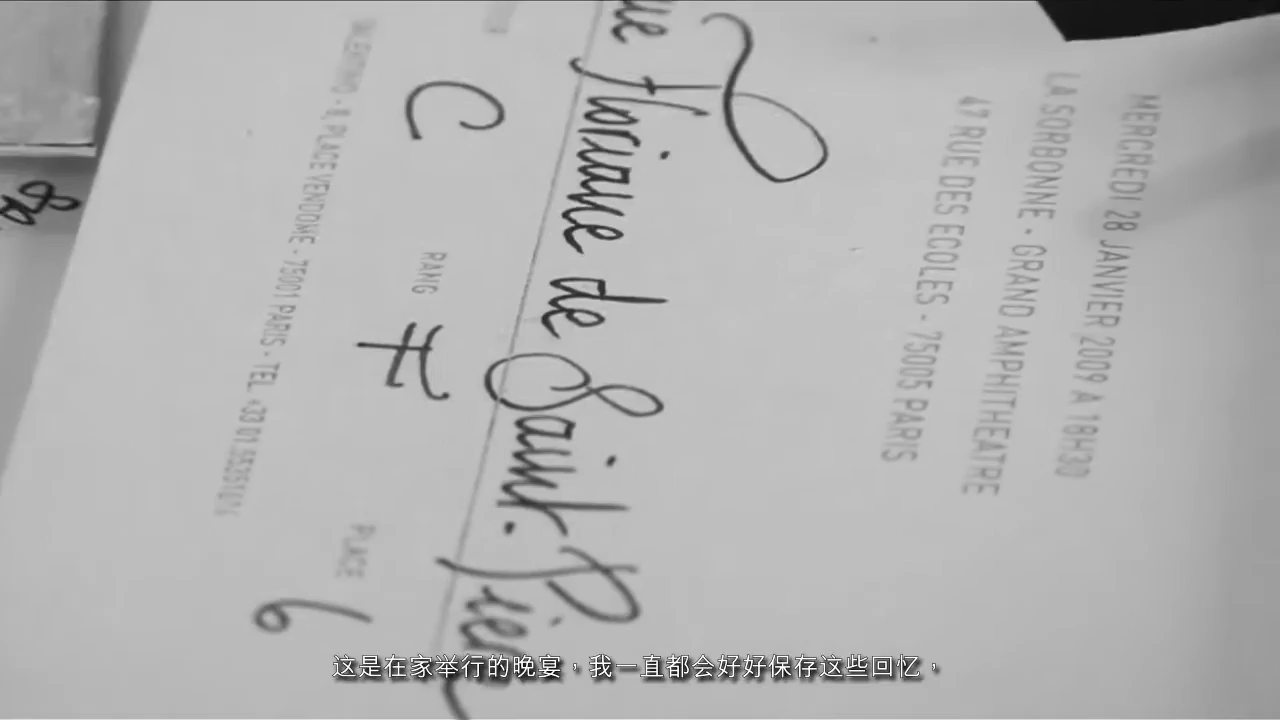 MERCREDI 28 JANVIER 2009 A 18H30
LA SORBONNE - GRAND AMPHITHEATRE
47 RUE DES ECOLES - 75005 PARIS
Floriane de Saint.
C
RANG
F
PLACE
6
VALENTINO - 8, PLACE VENDOME - 75001 PARIS - TEL
这是在家举行的晚宴，我一直都会好好保存这些回忆，